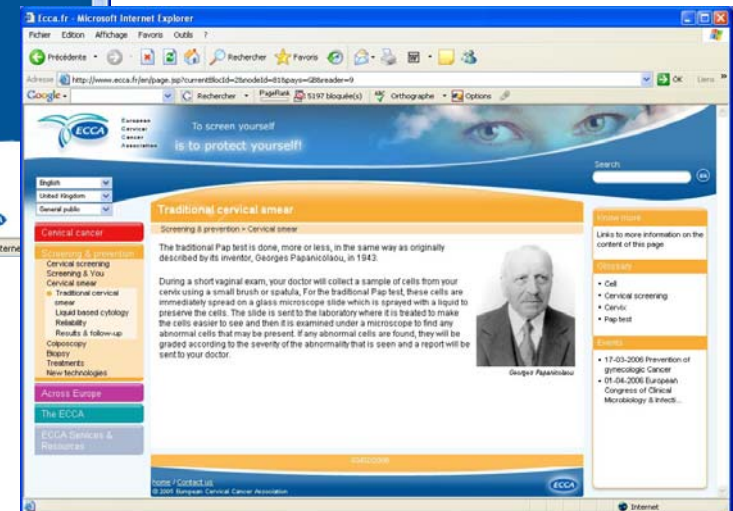 Ecca.fr - Microsoft Internet Explorer
Fichier Edition Affichage Favoris Outils ?
Précédente Rechercher Favoris
Adresse http://www.ecca.fr/en/page.jsp?currentBlocId=2&nodeId=81&pays=GB&reader=9 OK Liens
Google Rechercher PageRank 5197 bloquée(s) Orthographe Options
ECCA
European
Cervical
Cancer
Association
To screen yourself
is to protect yourself!
Search
English
United Kingdom
General public
Cervical cancer
Screening & prevention
Cervical screening
Screening & You
Cervical smear
Traditional cervical
smear
Liquid based cytology
Reliability
Results & follow-up
Colposcopy
Biopsy
Treatments
New technologies
Across Europe
The ECCA
ECCA Services &
Resources
Traditional cervical smear
Screening & prevention > Cervical smear
The traditional Pap test is done, more or less, in the same way as originally
described by its inventor, Georges Papanicolaou, in 1943.
During a short vaginal exam, your doctor will collect a sample of cells from your
cervix using a small brush or spatula, For the traditional Pap test, these cells are
immediately spread on a glass microscope slide which is sprayed with a liquid to
preserve the cells. The slide is sent to the laboratory where it is treated to make
the cells easier to see and then it is examined under a microscope to find any
abnormal cells that may be present. If any abnormal cells are found, they will be
graded according to the severity of the abnormality that is seen and a report will be
sent to your doctor.
Georges Papanicolaou
Know more
Links to more information on the
content of this page
Glossary
• Cell
• Cervical screening
• Cervix
• Pap test
Events
• 17-03-2006 Prevention of
gynecologic Cancer
• 01-04-2006 European
Congress of Clinical
Microbiology & Infecti...
home / Contact us
© 2005 European Cervical Cancer Association
ECCA
Internet